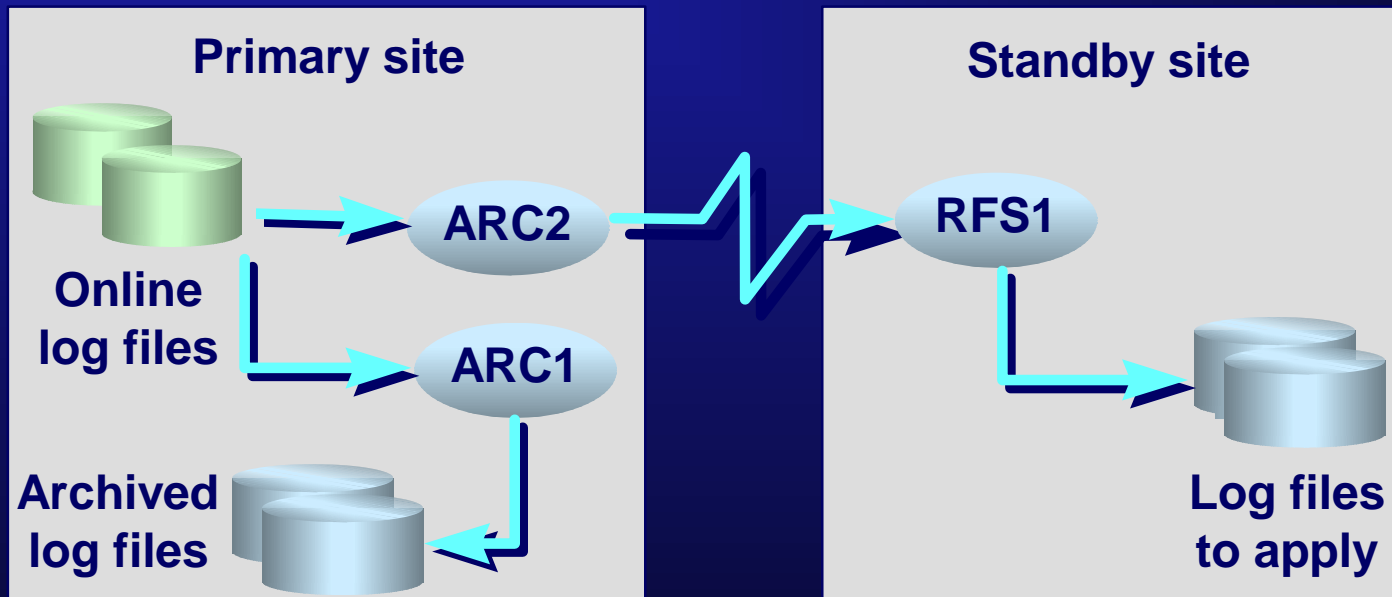 Primary site
Standby site
ARC2
RFS1
Online
log files
ARC1
Archived
log files
Log files
to apply